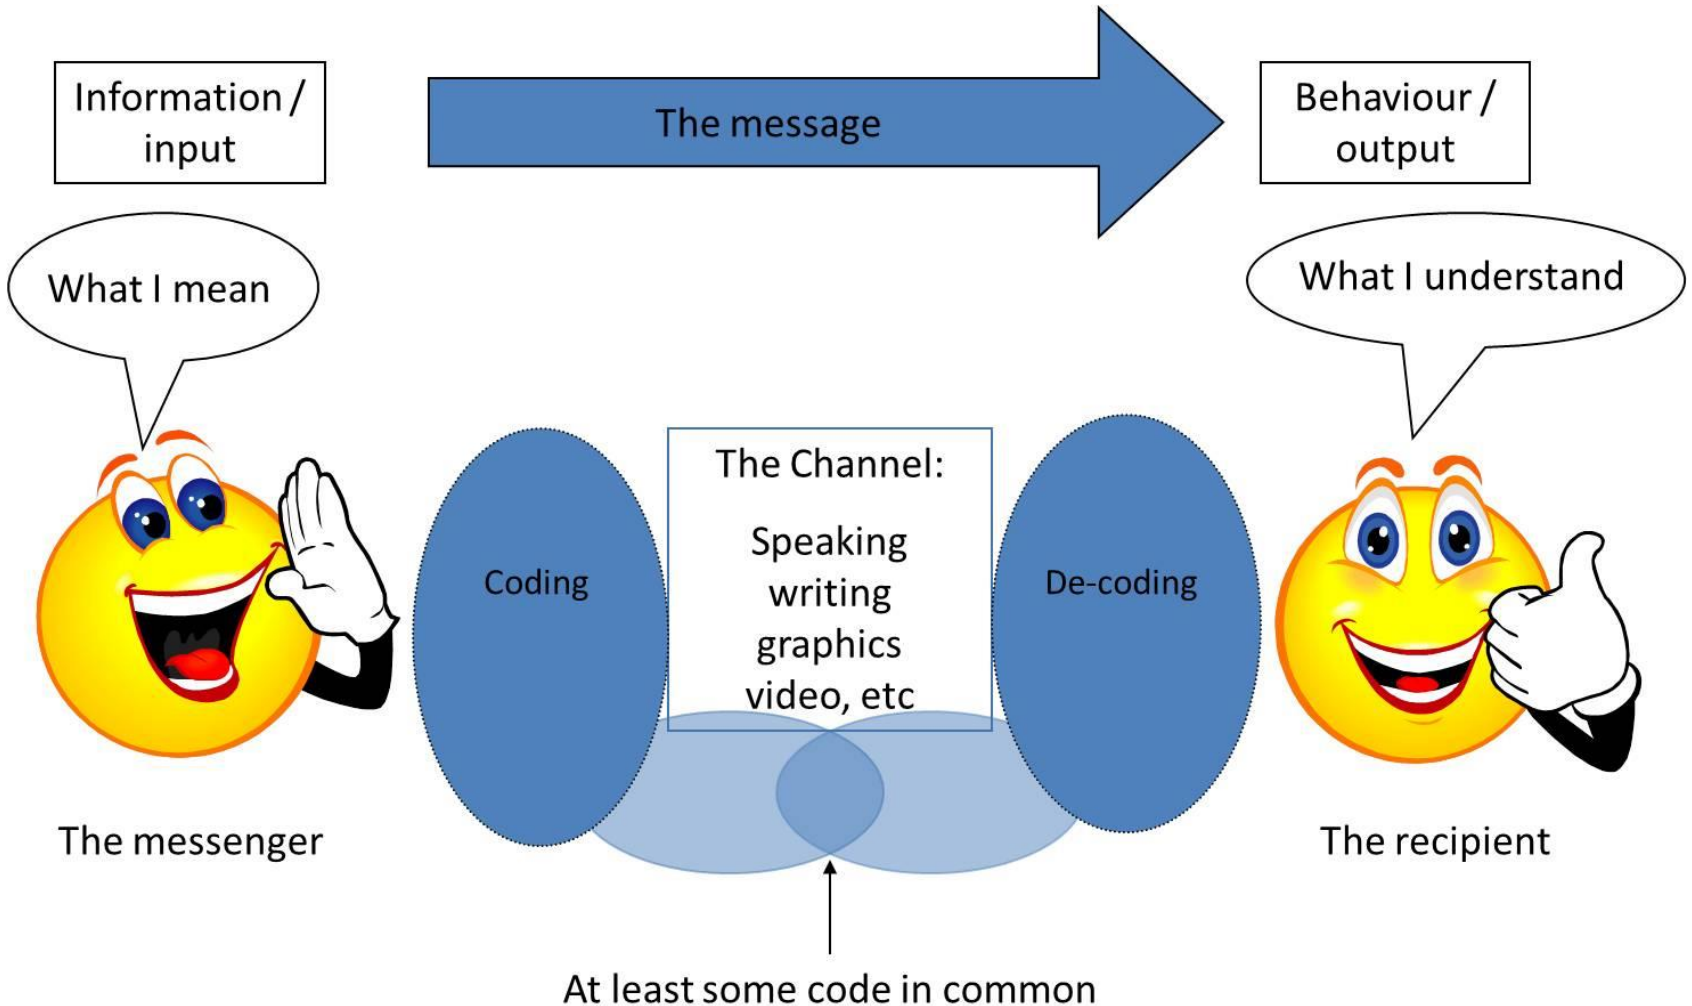 Information /
input
The message
Behaviour /
output
What I mean
What I understand
Coding
The Channel:
Speaking
writing
graphics
video, etc
De-coding
The messenger
The recipient
At least some code in common